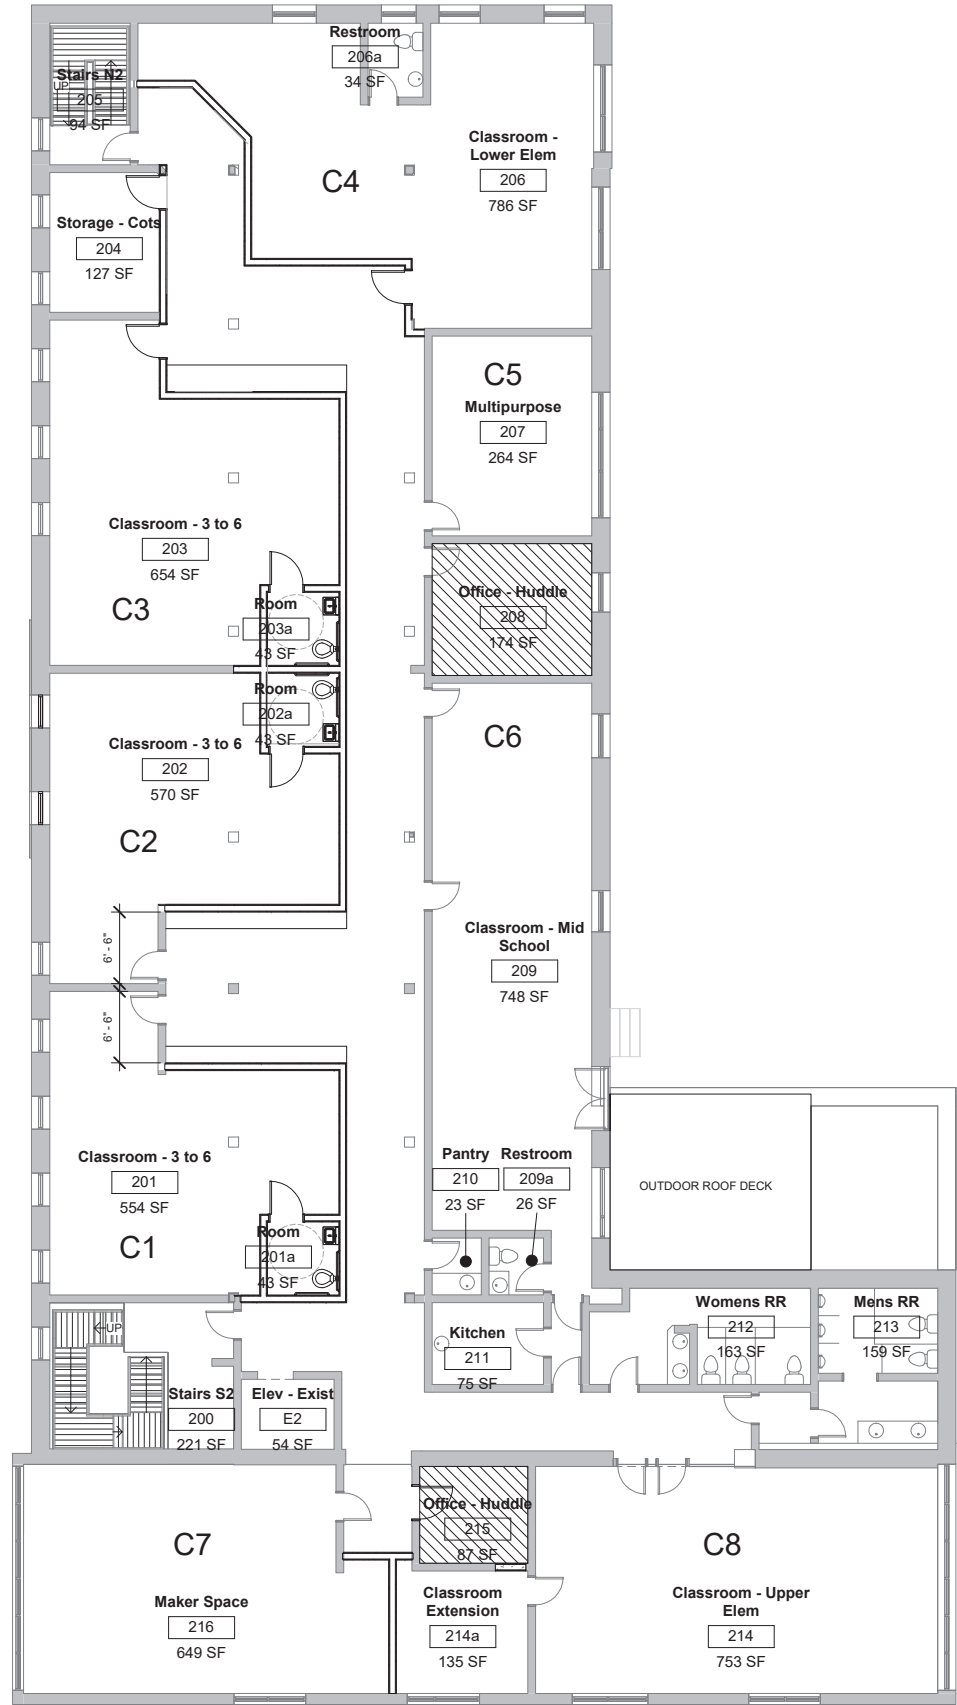 Restroom
206a
34 SF
Stairs N2
UP
205
94 SF
Classroom -
Lower Elem
206
786 SF
C4
Storage - Cots
204
127 SF
C5
Multipurpose
207
264 SF
Classroom - 3 to 6
203
654 SF
C3
Room
203a
43 SF
Office - Huddle
208
174 SF
Room
202a
43 SF
Classroom - 3 to 6
202
570 SF
C2
C6
Classroom - Mid
School
209
748 SF
6' - 6"
6' - 6"
Classroom - 3 to 6
201
554 SF
C1
Room
201a
43 SF
Pantry
210
23 SF
Restroom
209a
26 SF
OUTDOOR ROOF DECK
UP
Stairs S2
200
221 SF
Elev - Exist
E2
54 SF
Kitchen
211
75 SF
Womens RR
212
163 SF
Mens RR
213
159 SF
C7
Maker Space
216
649 SF
Office - Huddle
215
87 SF
Classroom
Extension
214a
135 SF
C8
Classroom - Upper
Elem
214
753 SF